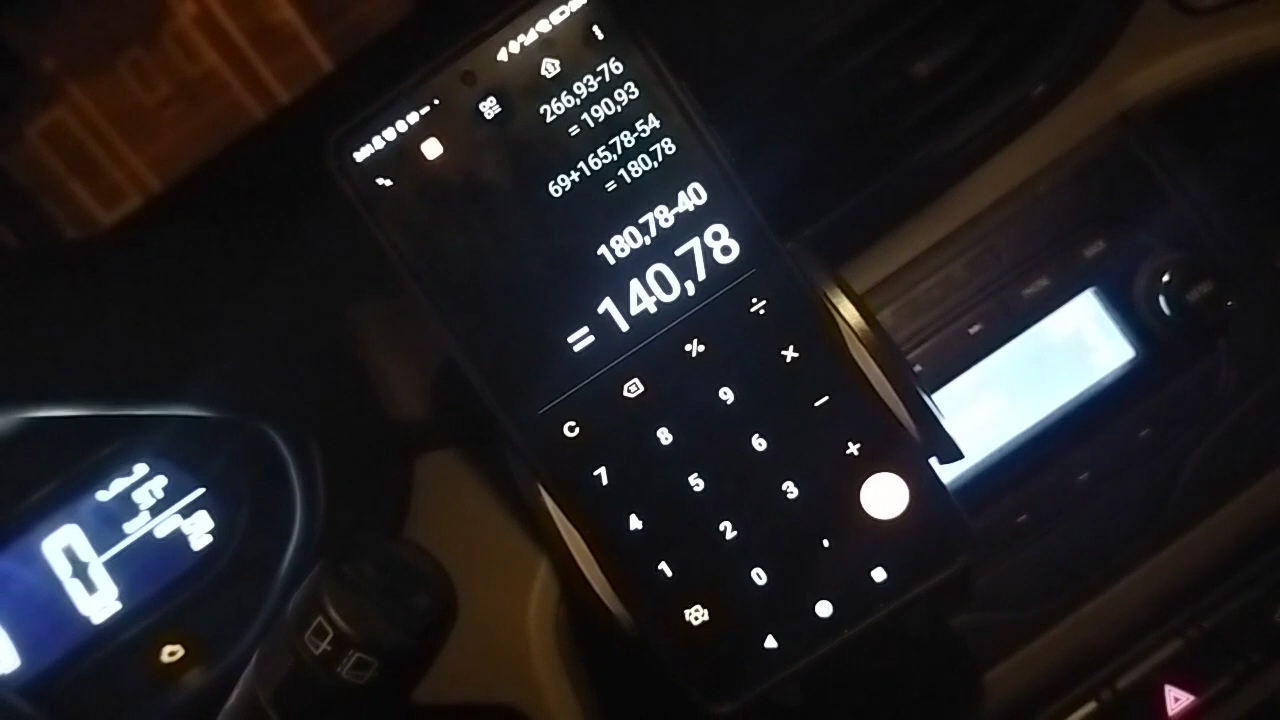 266,93-76
= 190,93
69+165,78-54
= 180,78
180,78-40
= 140,78
C % ÷
7 8 9 ×
4 5 6 −
1 2 3 +
0 ,